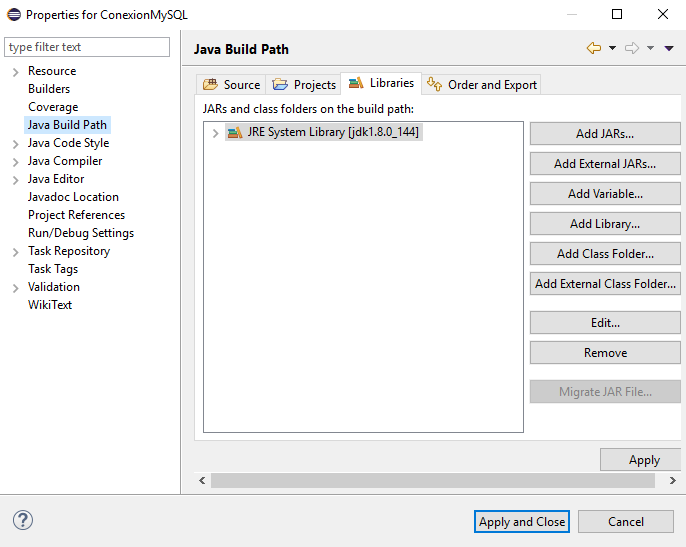 Properties for ConexionMySQL
type filter text
Resource
Builders
Coverage
Java Build Path
Java Code Style
Java Compiler
Java Editor
Javadoc Location
Project References
Run/Debug Settings
Task Repository
Task Tags
Validation
WikiText
Java Build Path
Source
Projects
Libraries
Order and Export
JARs and class folders on the build path:
JRE System Library [jdk1.8.0_144]
Add JARs...
Add External JARs...
Add Variable...
Add Library...
Add Class Folder...
Add External Class Folder...
Edit...
Remove
Migrate JAR File...
Apply
?
Apply and Close
Cancel